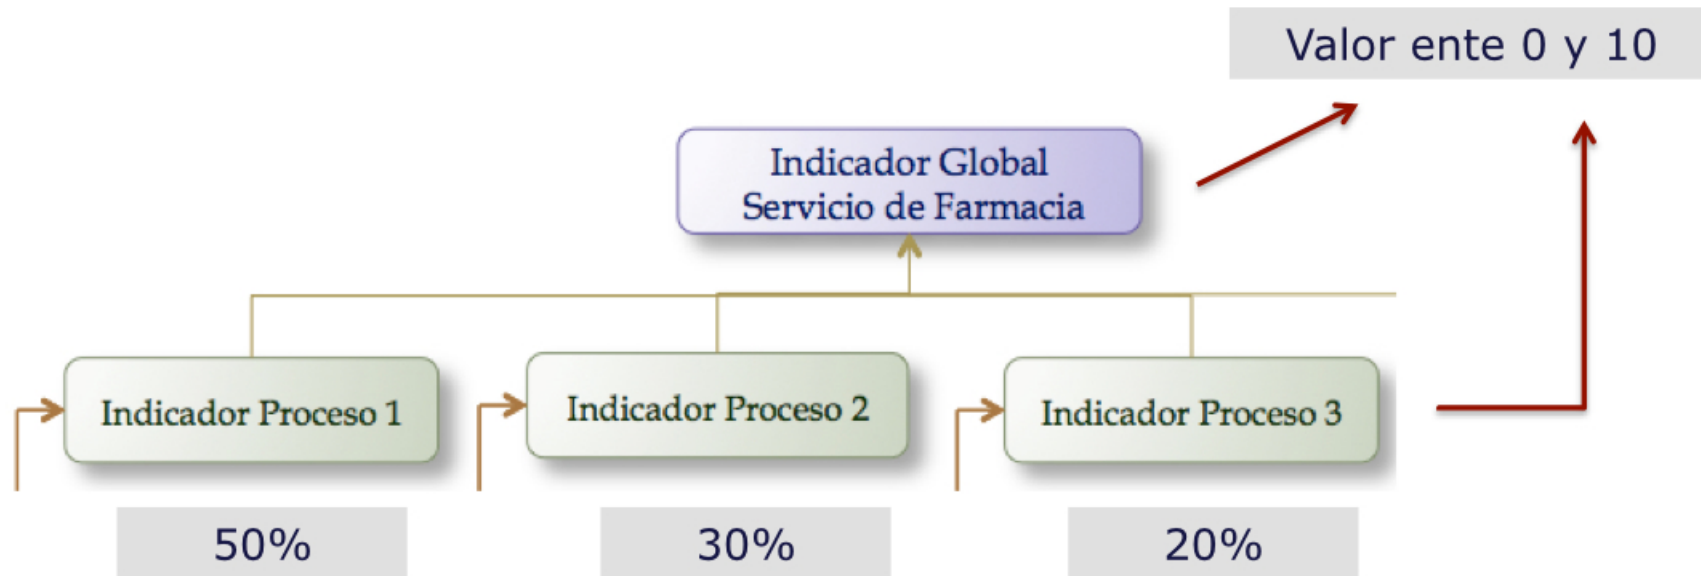 Valor ente 0 y 10
Indicador Global
Servicio de Farmacia
Indicador Proceso 1
Indicador Proceso 2
Indicador Proceso 3
50%
30%
20%